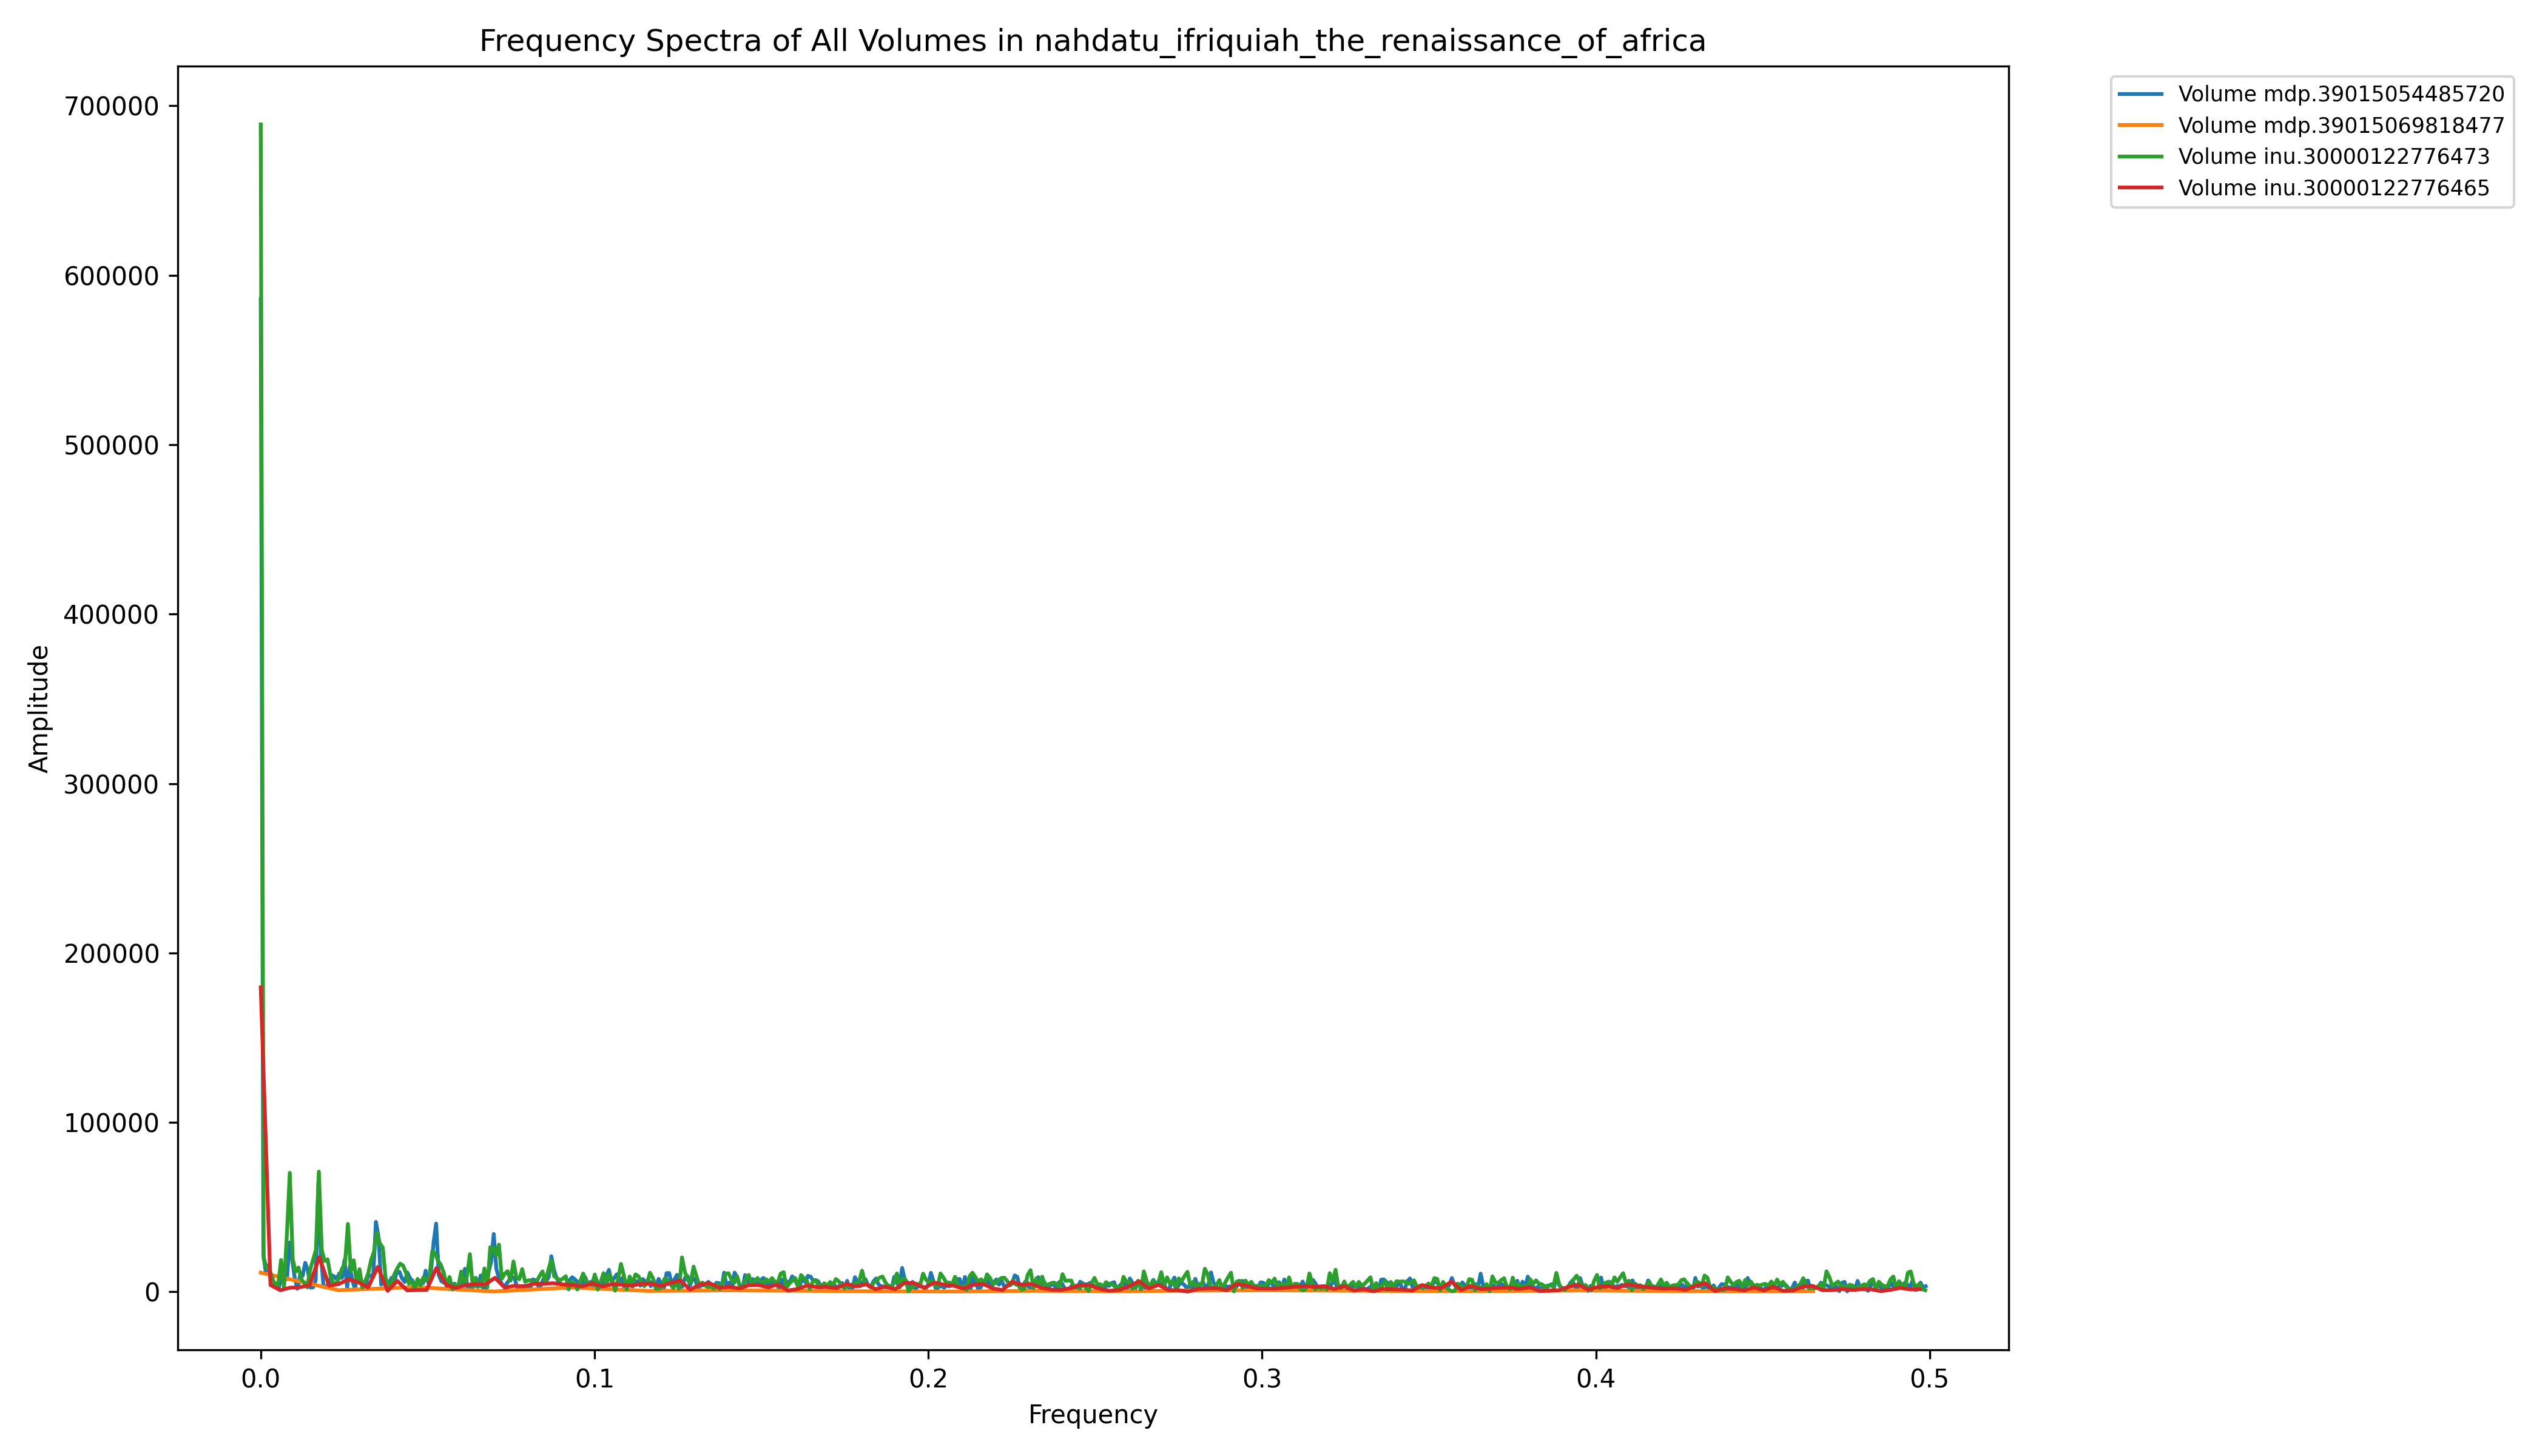 Frequency Spectra of All Volumes in nahdatu_ifriquiah_the_renaissance_of_africa
Volume mdp.39015054485720
Volume mdp.39015069818477
Volume inu.30000122776473
Volume inu.30000122776465
700000
600000
500000
400000
300000
200000
100000
0
Amplitude
0.0 0.1 0.2 0.3 0.4 0.5
Frequency